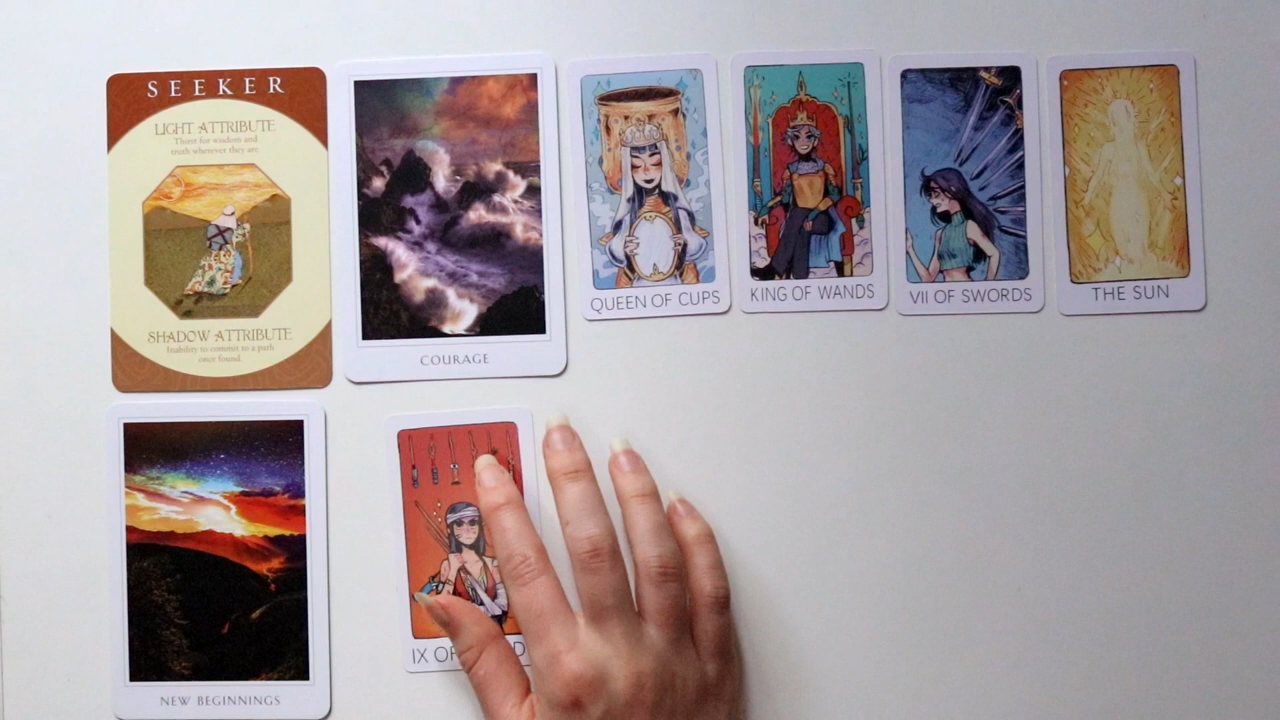 SEEKER
LIGHT ATTRIBUTE
Thirst for wisdom and
truth wherever they are.
SHADOW ATTRIBUTE
Inability to commit to a path
once found.
COURAGE
QUEEN OF CUPS
KING OF WANDS
VII OF SWORDS
THE SUN
NEW BEGINNINGS
IX OF